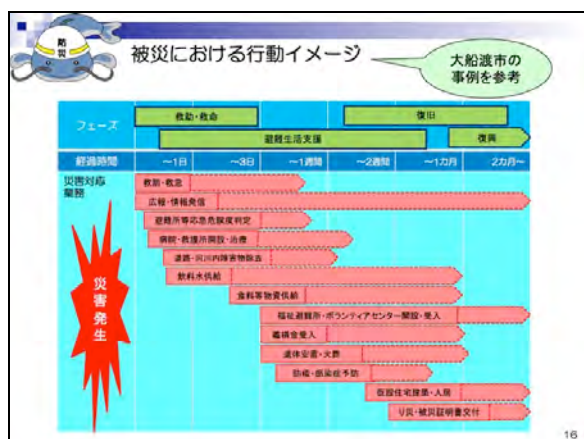 防
災
被災における行動イメージ
大船渡市の
事例を参考
フェーズ
救助・救命
復旧
避難生活支援
復興
経過時間
～1日
～3日
～1週間
～2週間
～1カ月
2カ月～
災害対応
業務
救助・救急
広報・情報発信
避難所等応急危険度判定
病院・救護所開設・治療
道路・河川内障害物除去
飲料水供給
食料等物資供給
福祉避難所・ボランティアセンター開設・受入
義援金受入
遺体安置・火葬
防疫・感染症予防
仮設住宅建築・入居
り災・被災証明書交付
災害発生
16